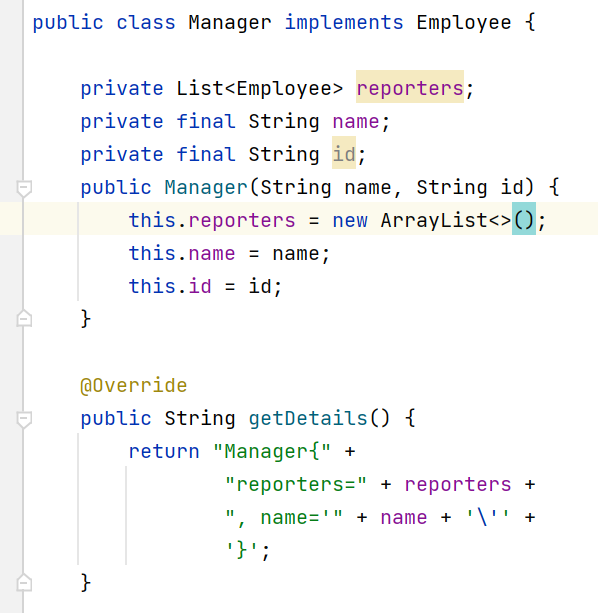 public class Manager implements Employee {
private List<Employee> reporters;
private final String name;
private final String id;
public Manager(String name, String id) {
this.reporters = new ArrayList<>();
this.name = name;
this.id = id;
}
@Override
public String getDetails() {
return "Manager{" +
"reporters=" + reporters +
", name='" + name + '\'' +
'}';
}